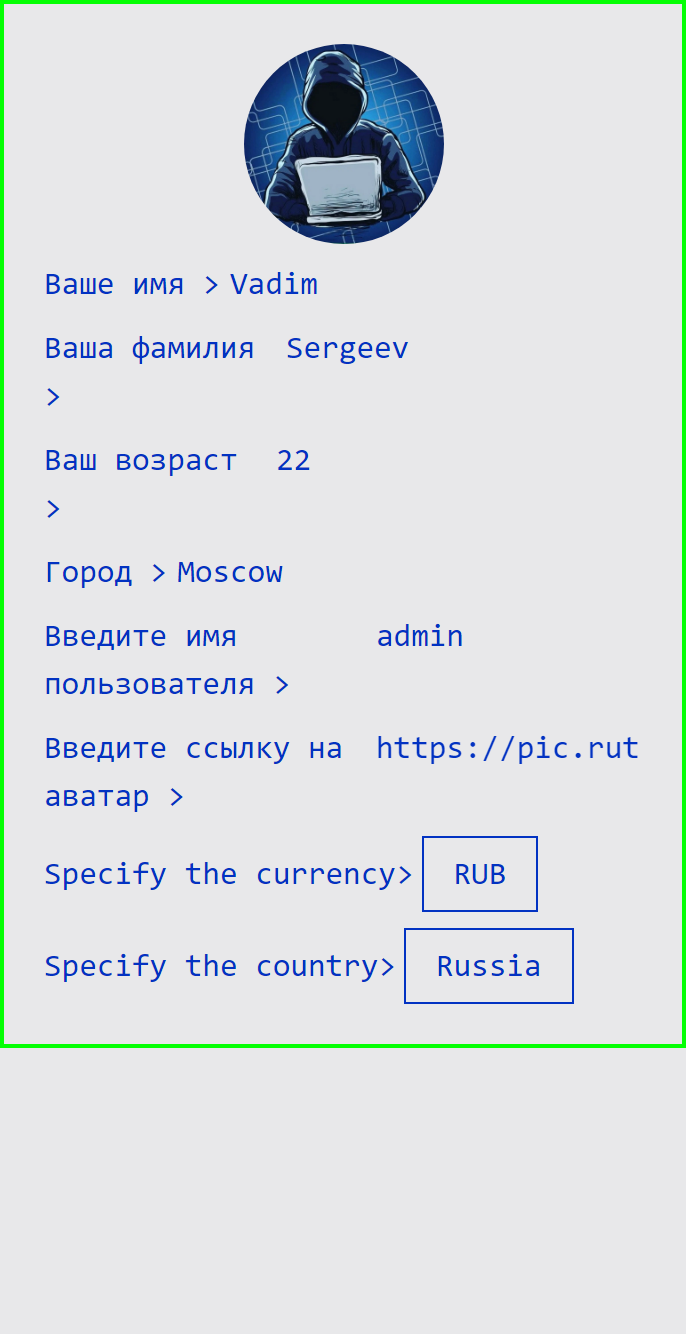 Ваше имя > Vadim
Ваша фамилия Sergeev
>
Ваш возраст 22
>
Город > Moscow
Введите имя admin
пользователя >
Введите ссылку на https://pic.rut
аватар >
Specify the currency> RUB
Specify the country> Russia